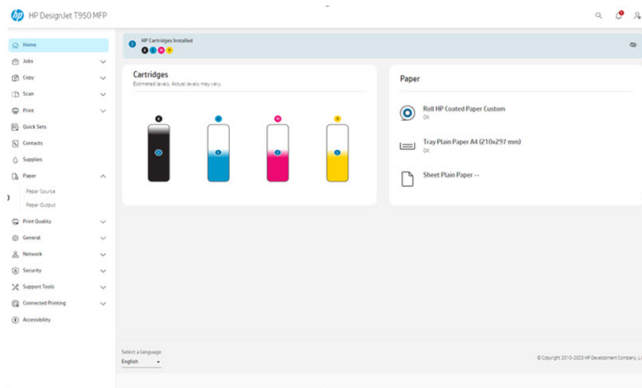 hp HP DesignJet T950 MFP
Home
Jobs
Copy
Scan
Print
Quick Sets
Contacts
Supplies
Paper
Paper Source
Paper Output
Print Quality
General
Network
Security
Support Tools
Connected Printing
Accessibility
HP Cartridges Installed
Cartridges
Estimated levels. Actual levels may vary.
Paper
Roll HP Coated Paper Custom
OK
Tray Plain Paper A4 (210x297 mm)
OK
Sheet Plain Paper --
Select a language
English
© Copyright 2010-2023 HP Development Company, L.